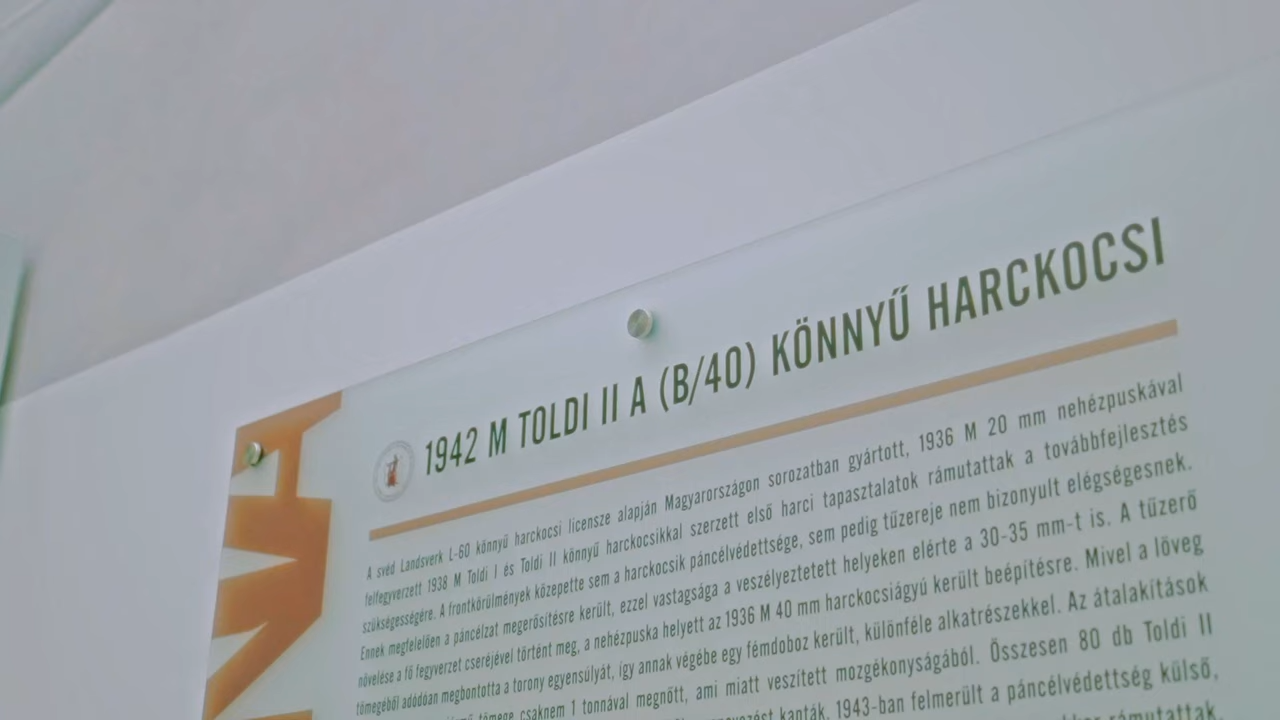 1942 M TOLDI II A (B/40) KÖNNYŰ HARCKOCSI
A svéd Landsverk L-60 könnyű harckocsi licensze alapján Magyarországon sorozatban gyártott, 1936 M 20 mm nehézpuskával
felfegyverzett 1938 M Toldi I és Toldi II könnyű harckocsikkal szerzett első harci tapasztalatok rámutattak a továbbfejlesztés
szükségességére. A frontkörülmények közepette sem a harckocsik páncélvédettsége, sem pedig tűzereje nem bizonyult elégségesnek.
Ennek megfelelően a páncélzat megerősítésre került, ezzel vastagsága a veszélyeztetett helyeken elérte a 30-35 mm-t is. A tűzerő
növelése a fő fegyverzet cseréjével történt meg, a nehézpuska helyett az 1936 M 40 mm harckocsiágyú került beépítésre. Mivel a löveg
tömegéből adódóan megbontotta a torony egyensúlyát, így annak végébe egy fémdoboz került, különféle alkatrészekkel. Az átalakítások
tömege csaknem 1 tonnával megnőtt, ami miatt veszített mozgékonyságából. Összesen 80 db Toldi II
kapták. 1943-ban felmerült a páncélvédettség külső,
rámutattak